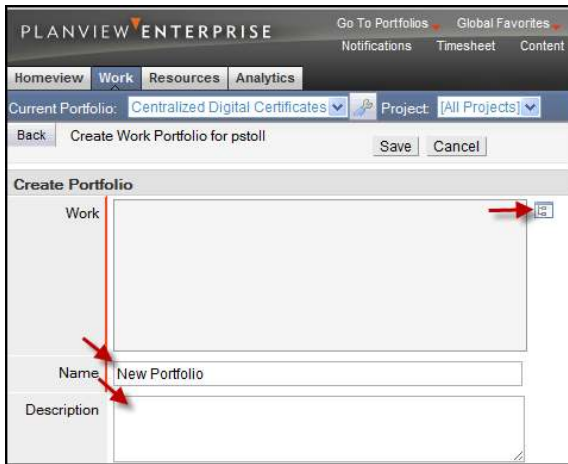 PLANVIEW ENTERPRISE
Go To Portfolios Global Favorites
Notifications Timesheet Content
Homeview Work Resources Analytics
Current Portfolio: Centralized Digital Certificates Project: [All Projects]
Back Create Work Portfolio for pstoll Save Cancel
Create Portfolio
Work
Name New Portfolio
Description